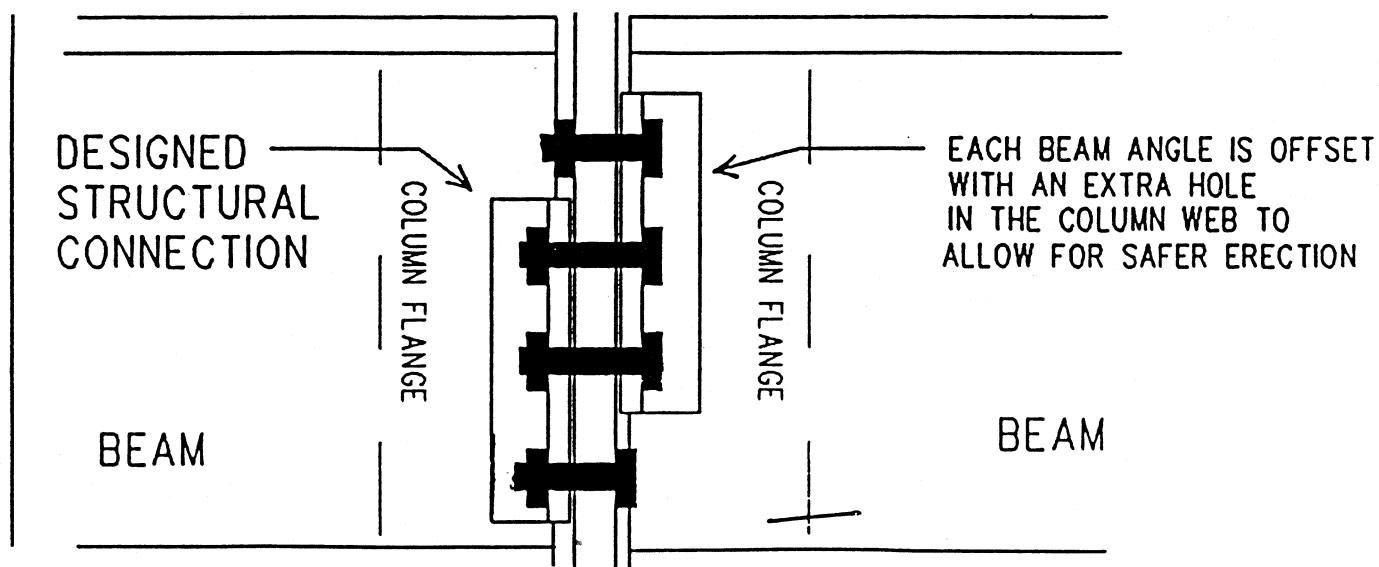 DESIGNED
STRUCTURAL
CONNECTION
COLUMN FLANGE
COLUMN FLANGE
EACH BEAM ANGLE IS OFFSET
WITH AN EXTRA HOLE
IN THE COLUMN WEB TO
ALLOW FOR SAFER ERECTION
BEAM
BEAM